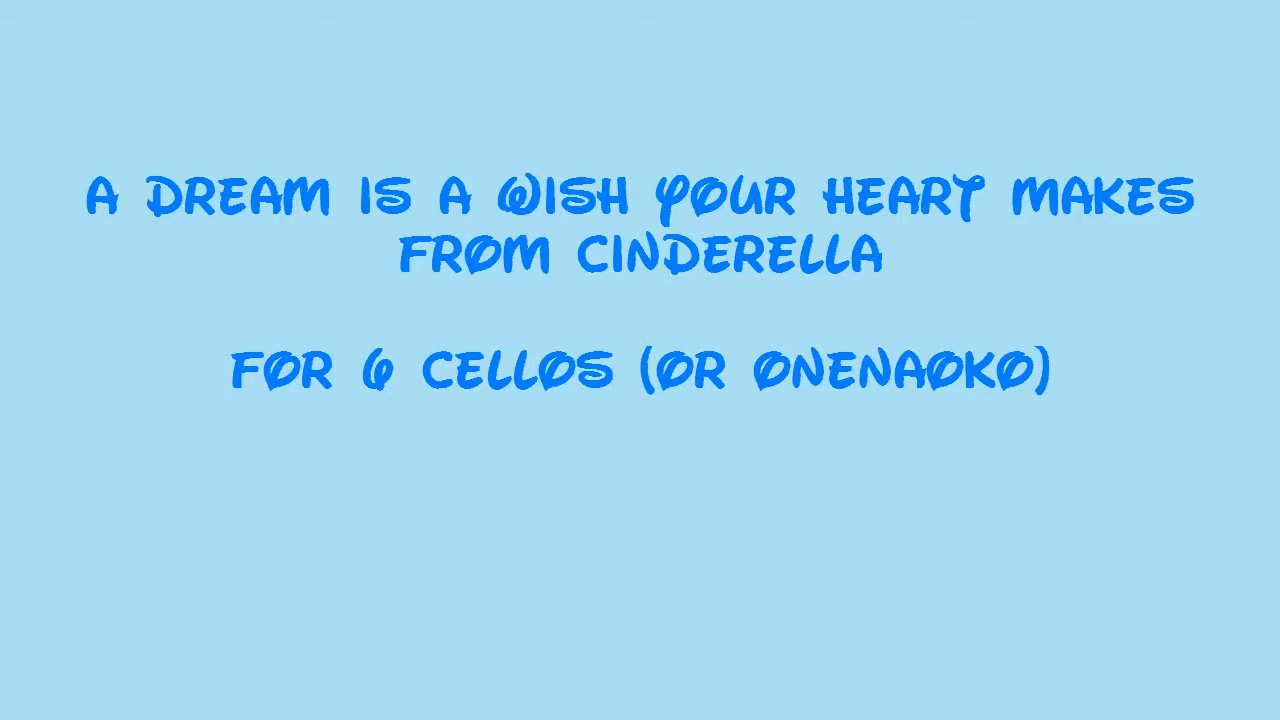 A DREAM IS A WISH YOUR HEART MAKES
FROM CINDERELLA
FOR 6 CELLOS (OR ONENAOKO)